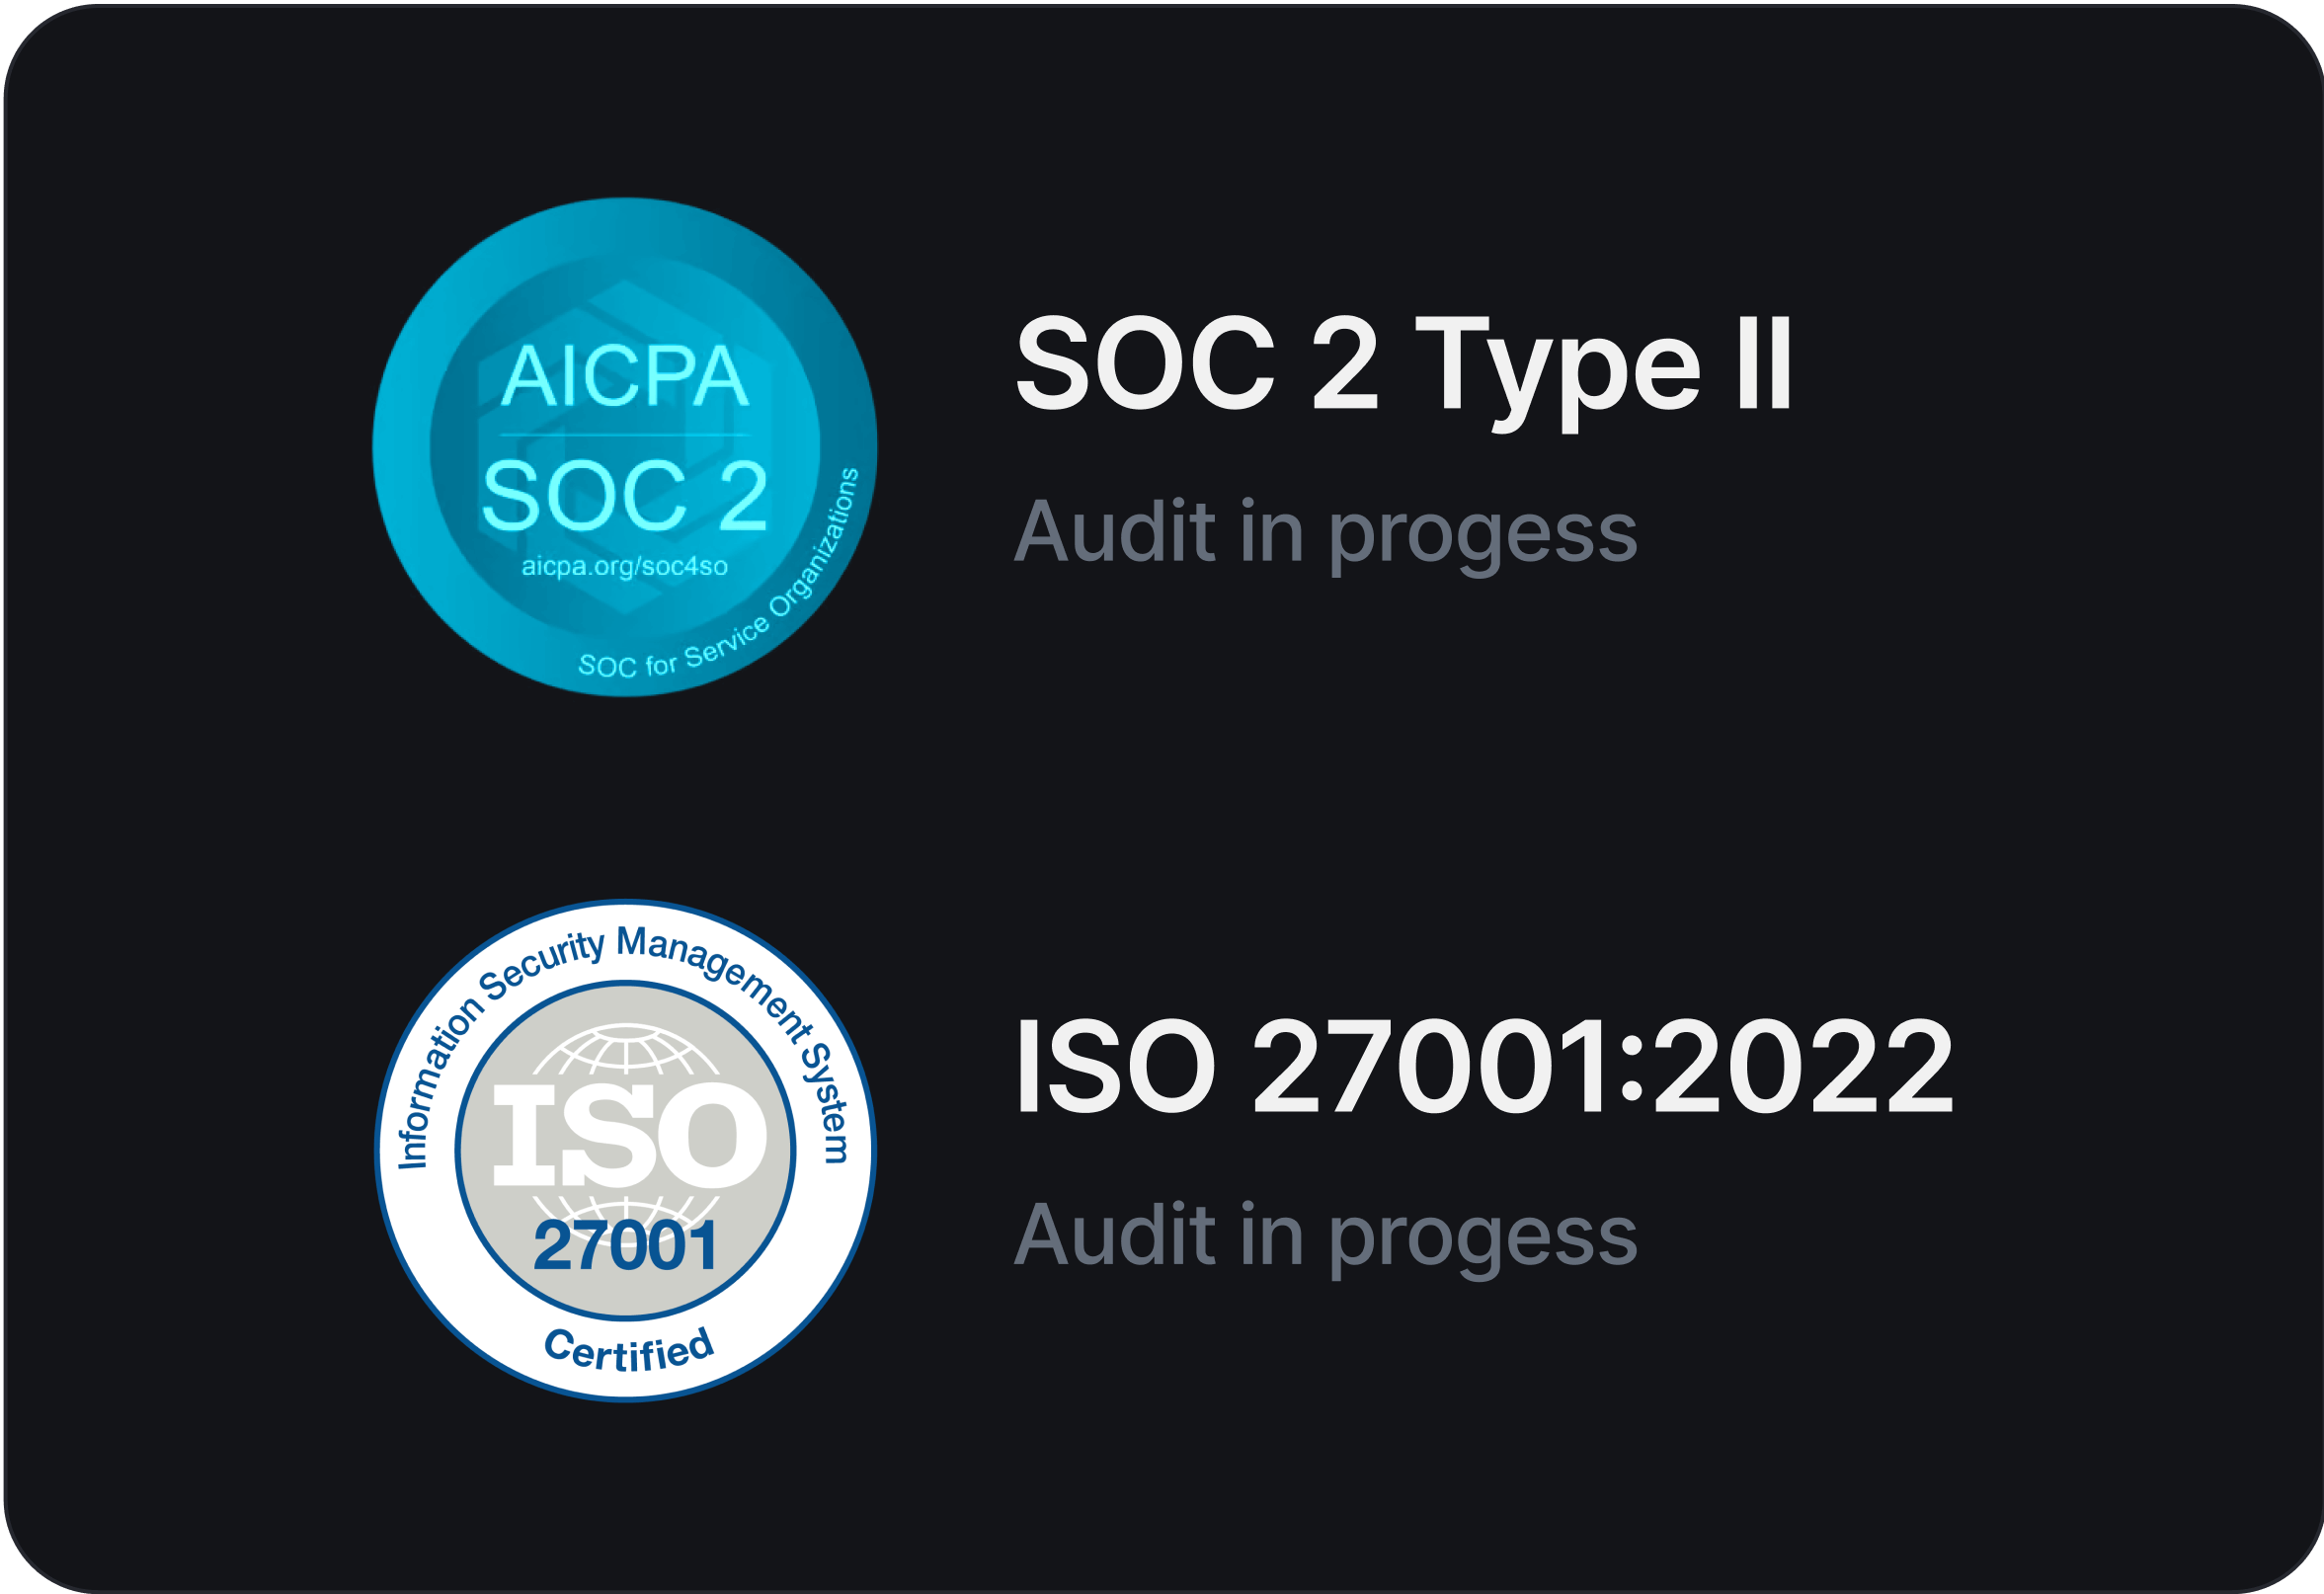 AICPA
SOC 2
aicpa.org/soc4so
SOC for Service Organizations
SOC 2 Type II
Audit in progess
Information Security Management System
ISO
27001
Certified
ISO 27001:2022
Audit in progess